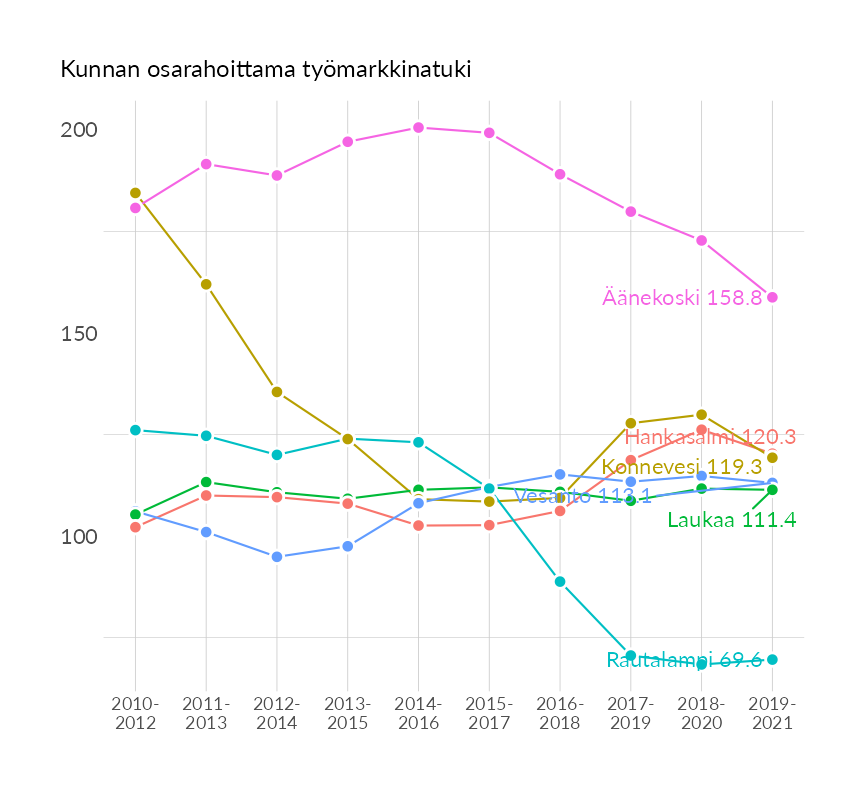 Kunnan osarahoittama työmarkkinatuki
200
150
100
Äänekoski 158.8
Hankasalmi 120.3
Konnevesi 119.3
Vesanto 113.1
Laukaa 111.4
Rautalampi 69.6
2010- 2011- 2012- 2013- 2014- 2015- 2016- 2017- 2018- 2019-
2012 2013 2014 2015 2016 2017 2018 2019 2020 2021